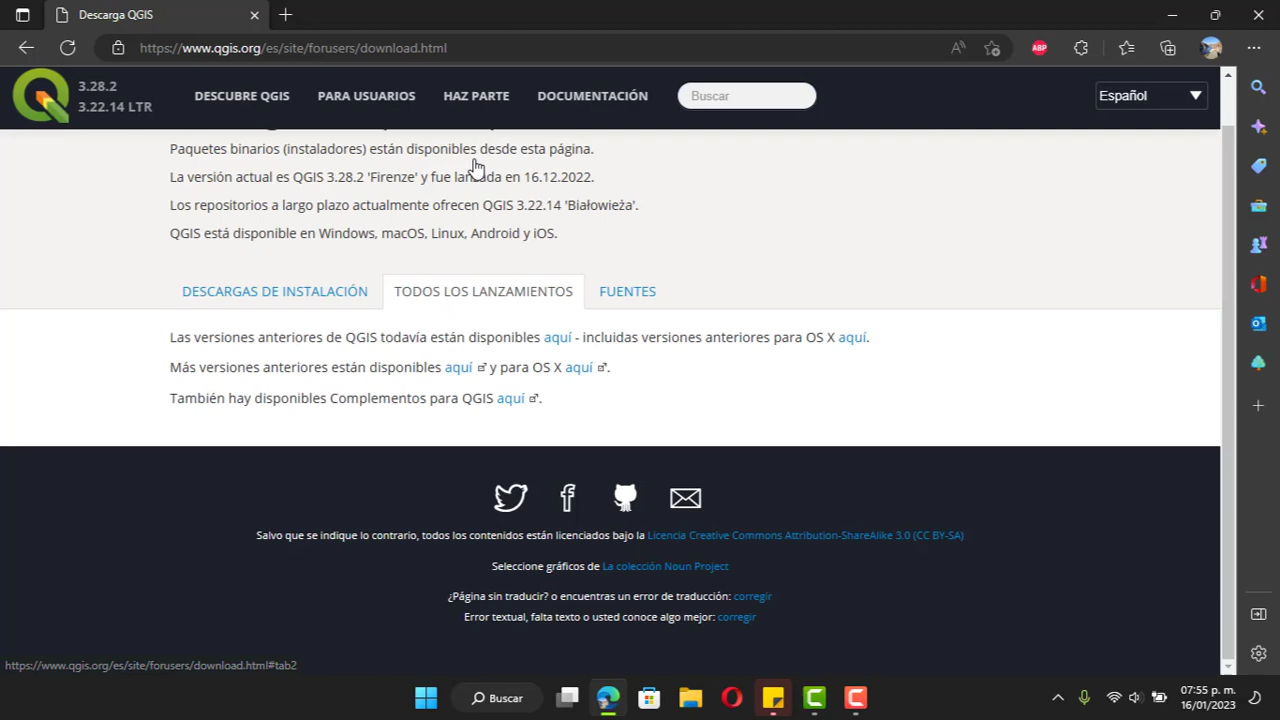 Descarga QGIS
https://www.qgis.org/es/site/forusers/download.html
ABP
3.28.2
3.22.14 LTR
DESCUBRE QGIS
PARA USUARIOS
HAZ PARTE
DOCUMENTACIÓN
Buscar
Español
Paquetes binarios (instaladores) están disponibles desde esta página.
La versión actual es QGIS 3.28.2 'Firenze' y fue lanzada en 16.12.2022.
Los repositorios a largo plazo actualmente ofrecen QGIS 3.22.14 'Białowieża'.
QGIS está disponible en Windows, macOS, Linux, Android y iOS.
DESCARGAS DE INSTALACIÓN
TODOS LOS LANZAMIENTOS
FUENTES
Las versiones anteriores de QGIS todavía están disponibles aquí - incluidas versiones anteriores para OS X aquí.
Más versiones anteriores están disponibles aquí y para OS X aquí.
También hay disponibles Complementos para QGIS aquí.
Salvo que se indique lo contrario, todos los contenidos están licenciados bajo la Licencia Creative Commons Attribution-ShareAlike 3.0 (CC BY-SA)
Seleccione gráficos de La colección Noun Project
¿Página sin traducir? o encuentras un error de traducción: corregir
Error textual, falta texto o usted conoce algo mejor: corregir
https://www.qgis.org/es/site/forusers/download.html#tab2
Buscar
07:55 p. m.
16/01/2023